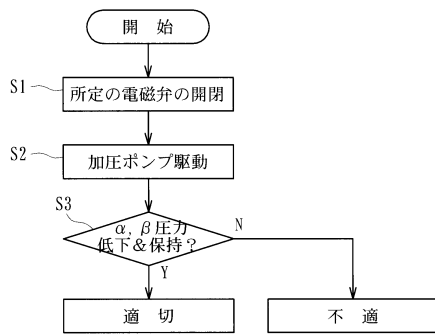 開 始
S1
所定の電磁弁の開閉
S2
加圧ポンプ駆動
S3
α, β圧力
低下&保持?
N
Y
適 切
不 適